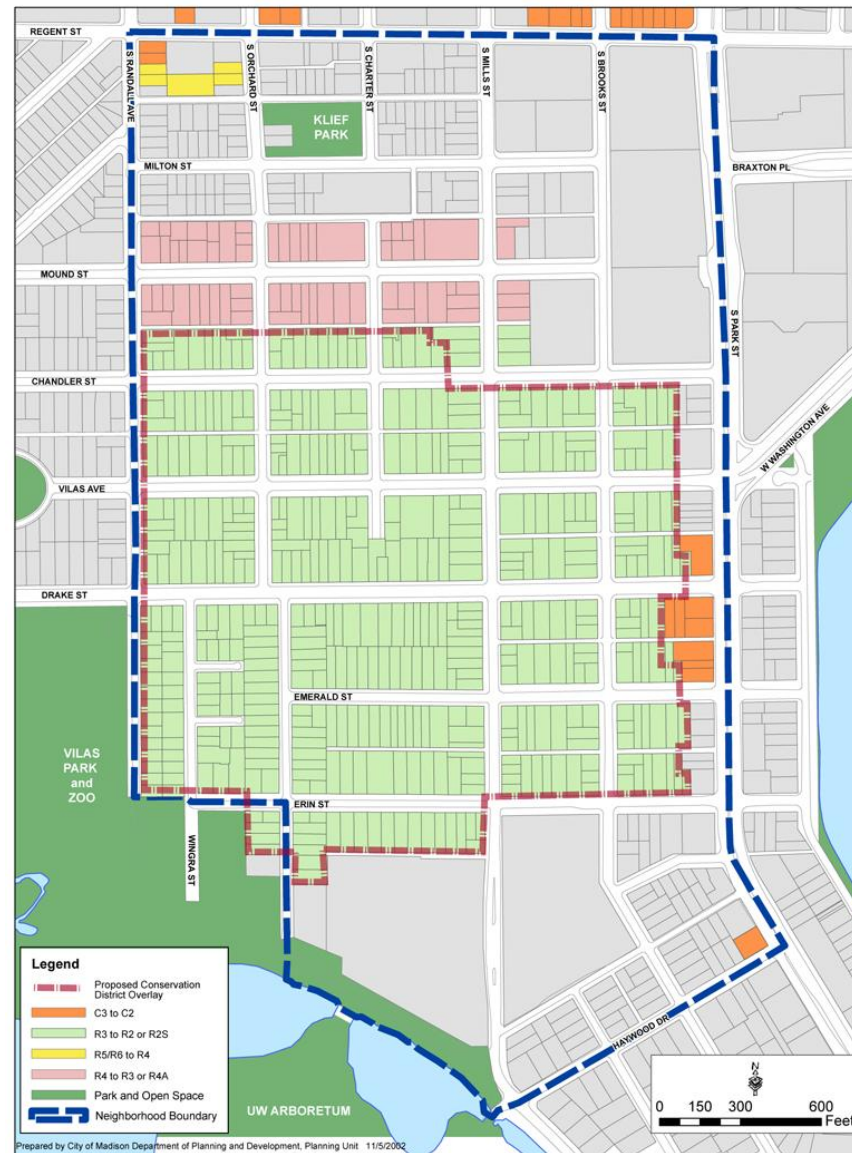 REGENT ST
S RANDALL AVE
S ORCHARD ST
S CHARTER ST
S MILLS ST
S BROOKS ST
KLIEF
PARK
MILTON ST
BRAXTON PL
MOUND ST
S PARK ST
CHANDLER ST
W WASHINGTON AVE
VILAS AVE
DRAKE ST
EMERALD ST
VILAS
PARK
and
ZOO
ERIN ST
WINGRA ST
HAYWOOD DR
UW ARBORETUM
Legend
Proposed Conservation
District Overlay
C3 to C2
R3 to R2 or R2S
R5/R6 to R4
R4 to R3 or R4A
Park and Open Space
Neighborhood Boundary
N
0 150 300 600
Feet
Prepared by City of Madison Department of Planning and Development, Planning Unit 11/5/2002